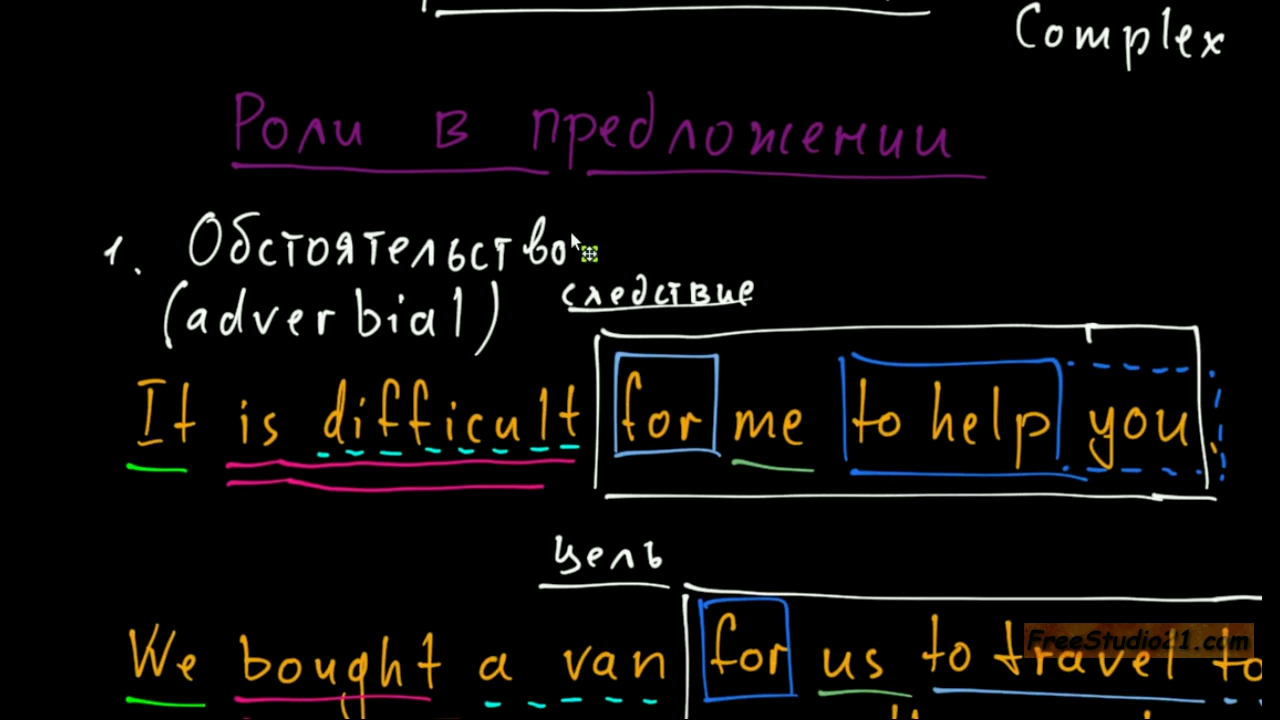 Complex
Роли в предложении
1. Обстоятельство
(adverbial)
следствие
It is difficult for me to help you.
цель
We bought a van for us to travel to
FreeStudio21.com